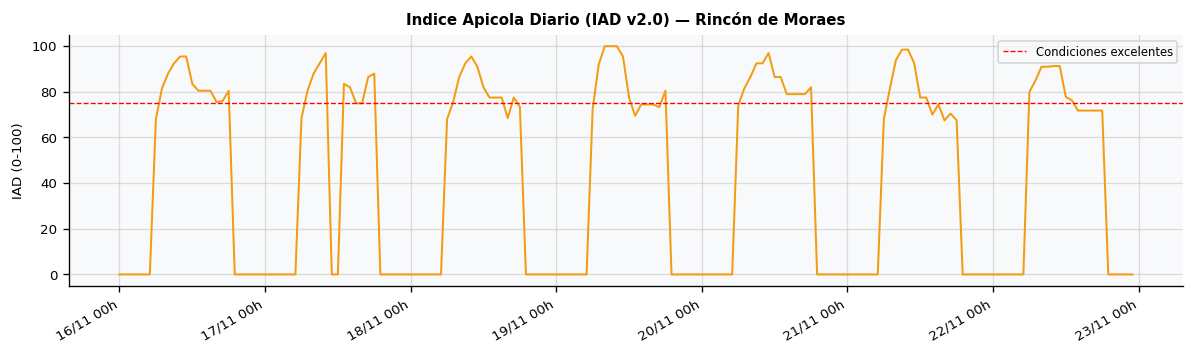 Indice Apicola Diario (IAD v2.0) — Rincón de Moraes
Condiciones excelentes
IAD (0-100)
100
80
60
40
20
0
16/11 00h
17/11 00h
18/11 00h
19/11 00h
20/11 00h
21/11 00h
22/11 00h
23/11 00h